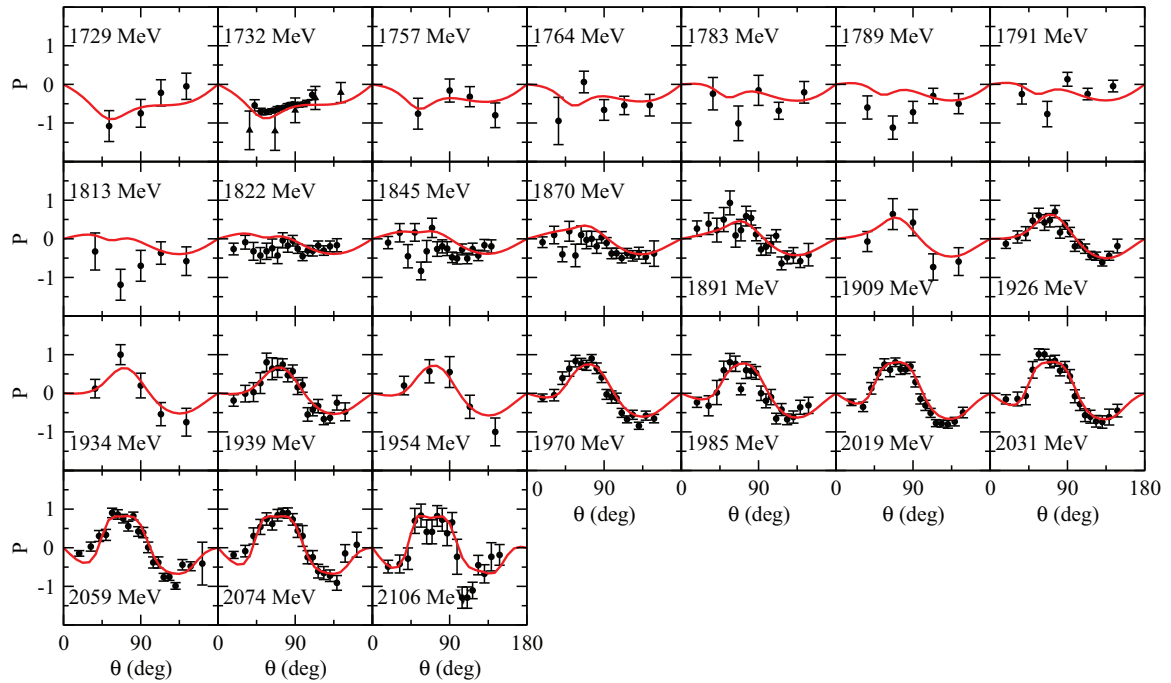 1729 MeV 1732 MeV 1757 MeV 1764 MeV 1783 MeV 1789 MeV 1791 MeV
1
P 0
-1
1813 MeV 1822 MeV 1845 MeV 1870 MeV
1
P 0
-1
1891 MeV 1909 MeV 1926 MeV
1
P 0
-1
1934 MeV 1939 MeV 1954 MeV 1970 MeV 1985 MeV 2019 MeV 2031 MeV
0 90 90 90 90 180
θ (deg) θ (deg) θ (deg) θ (deg)
1
P 0
-1
2059 MeV 2074 MeV 2106 MeV
0 90 0 90 0 90 180
θ (deg) θ (deg) θ (deg)